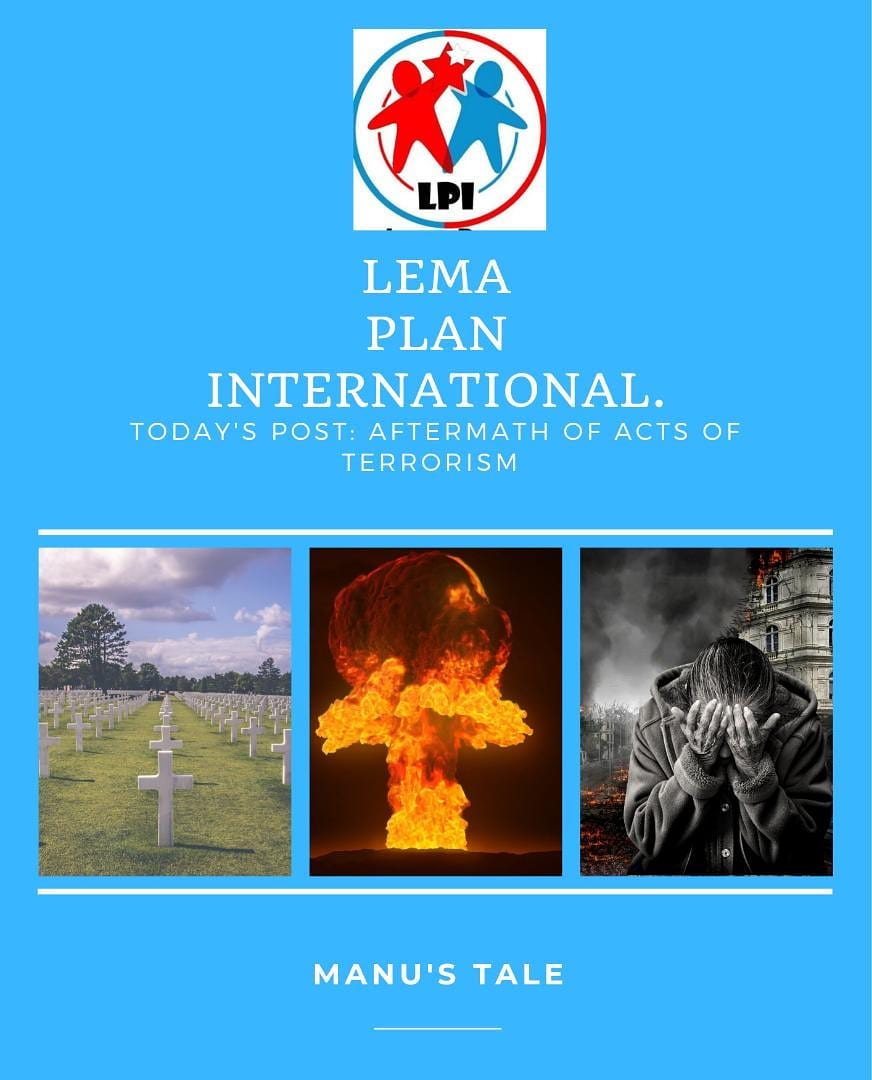 LPI
LEMA
PLAN
INTERNATIONAL.
TODAY'S POST: AFTERMATH OF ACTS OF
TERRORISM
MANU'S TALE